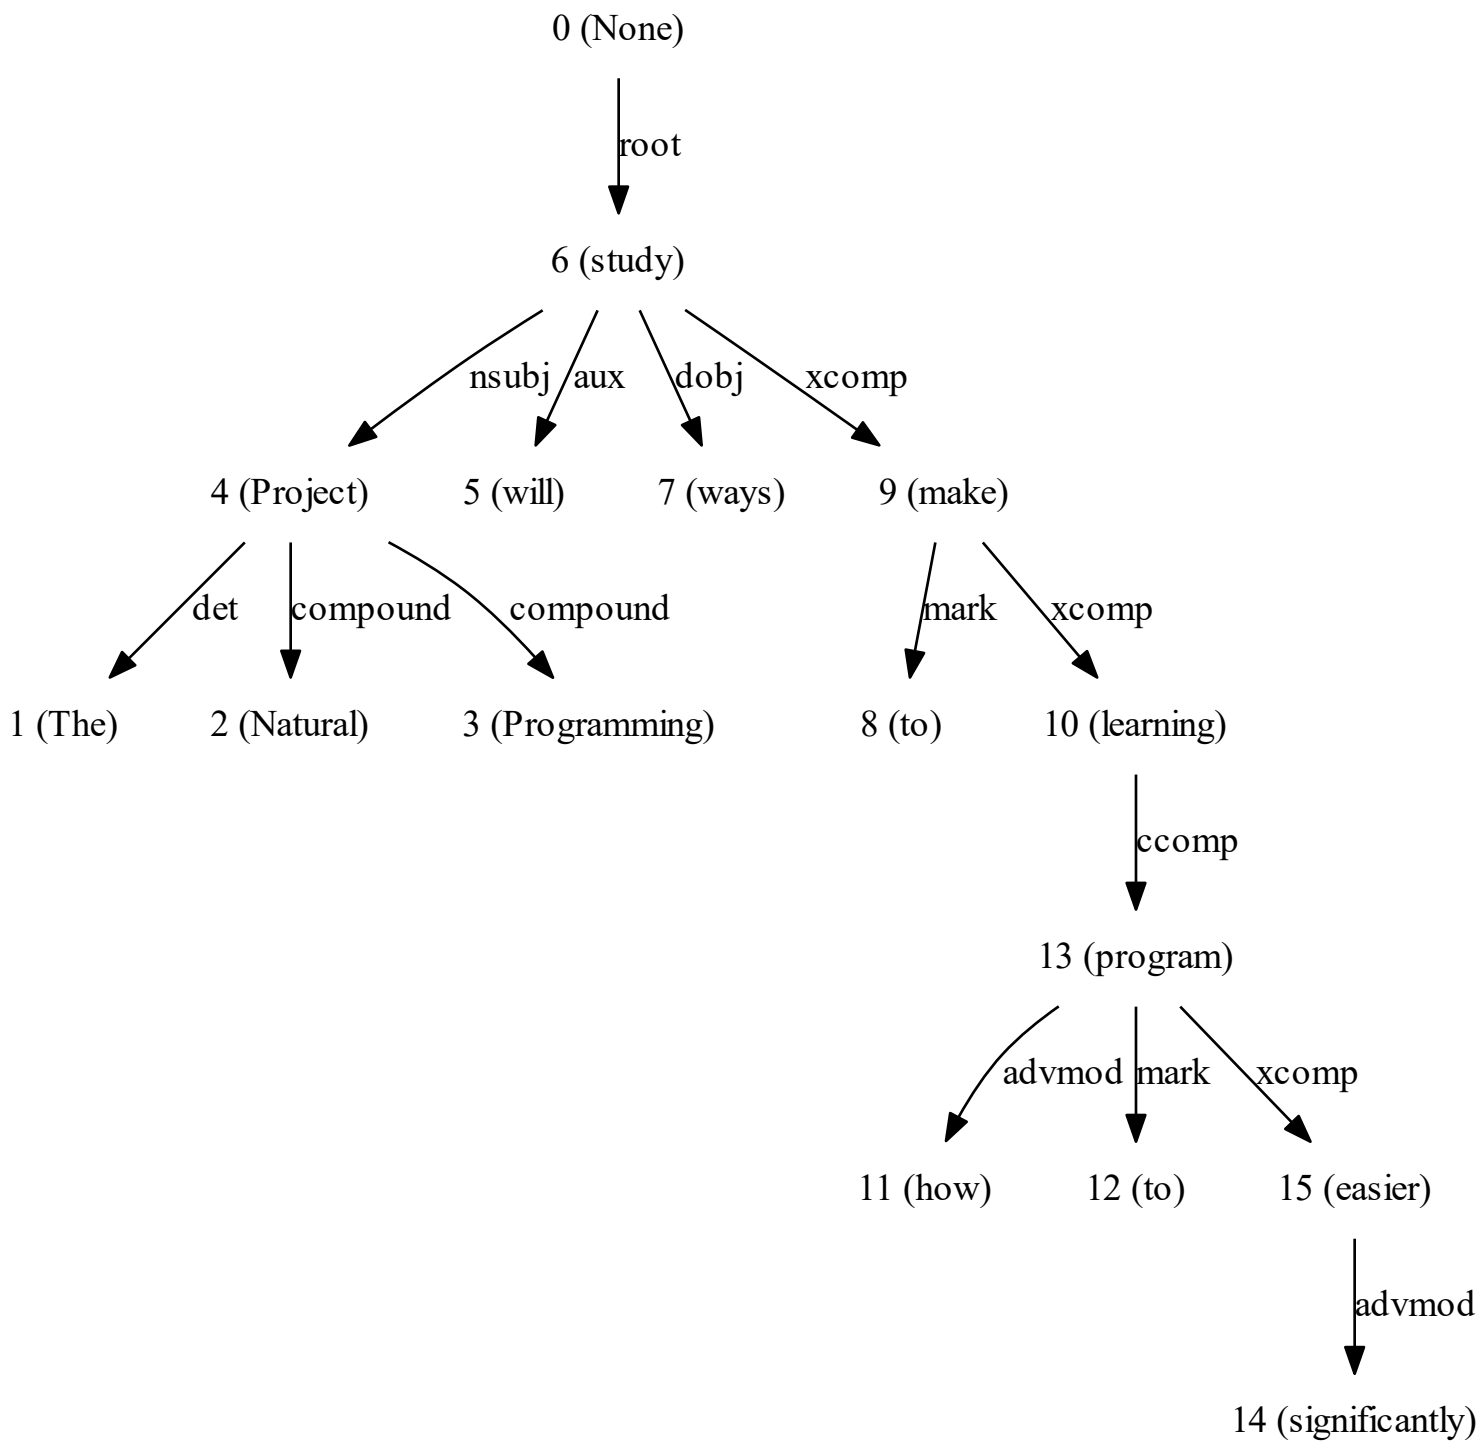 0 (None)
root
6 (study)
nsubj aux dobj xcomp
4 (Project) 5 (will) 7 (ways) 9 (make)
det compound compound mark xcomp
1 (The) 2 (Natural) 3 (Programming) 8 (to) 10 (learning)
ccomp
13 (program)
advmod mark xcomp
11 (how) 12 (to) 15 (easier)
advmod
14 (significantly)